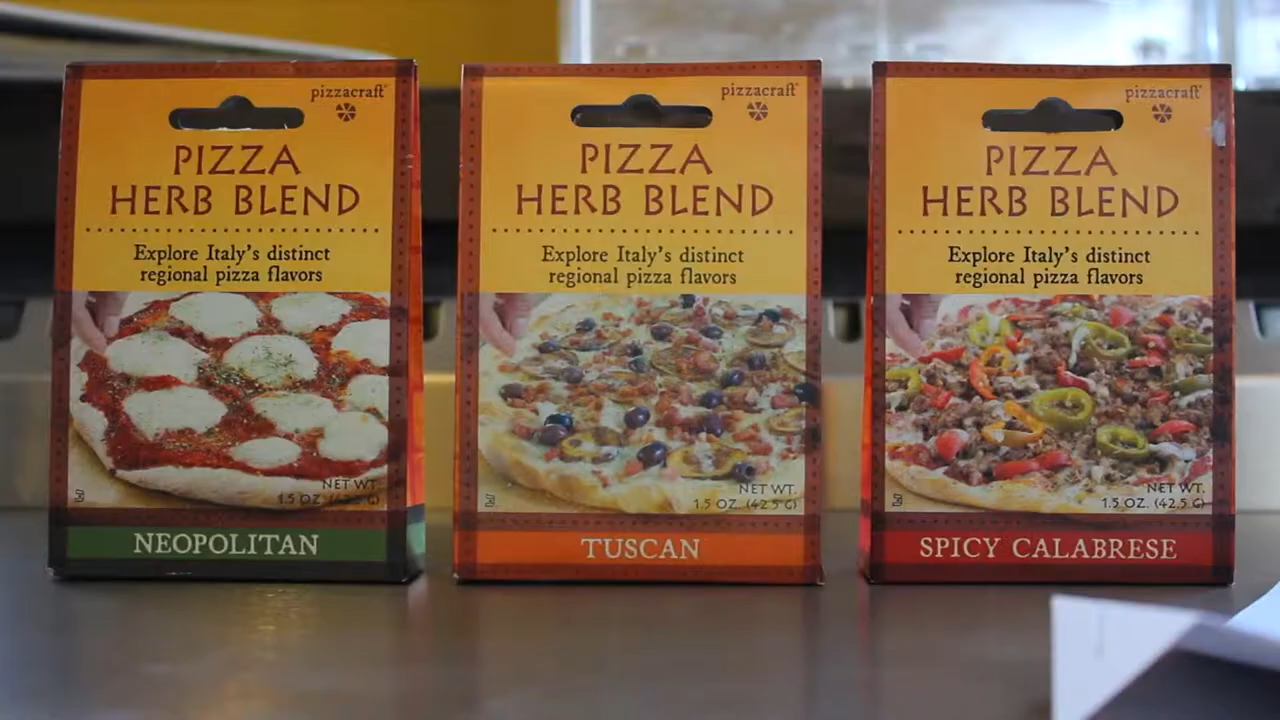 pizzacraft
PIZZA
HERB BLEND
Explore Italy's distinct
regional pizza flavors
NET WT.
1.5 OZ. (42.5 G)
NEOPOLITAN
pizzacraft
PIZZA
HERB BLEND
Explore Italy's distinct
regional pizza flavors
NET WT.
1.5 OZ. (42.5 G)
TUSCAN
pizzacraft
PIZZA
HERB BLEND
Explore Italy's distinct
regional pizza flavors
NET WT.
1.5 OZ. (42.5 G)
SPICY CALABRESE